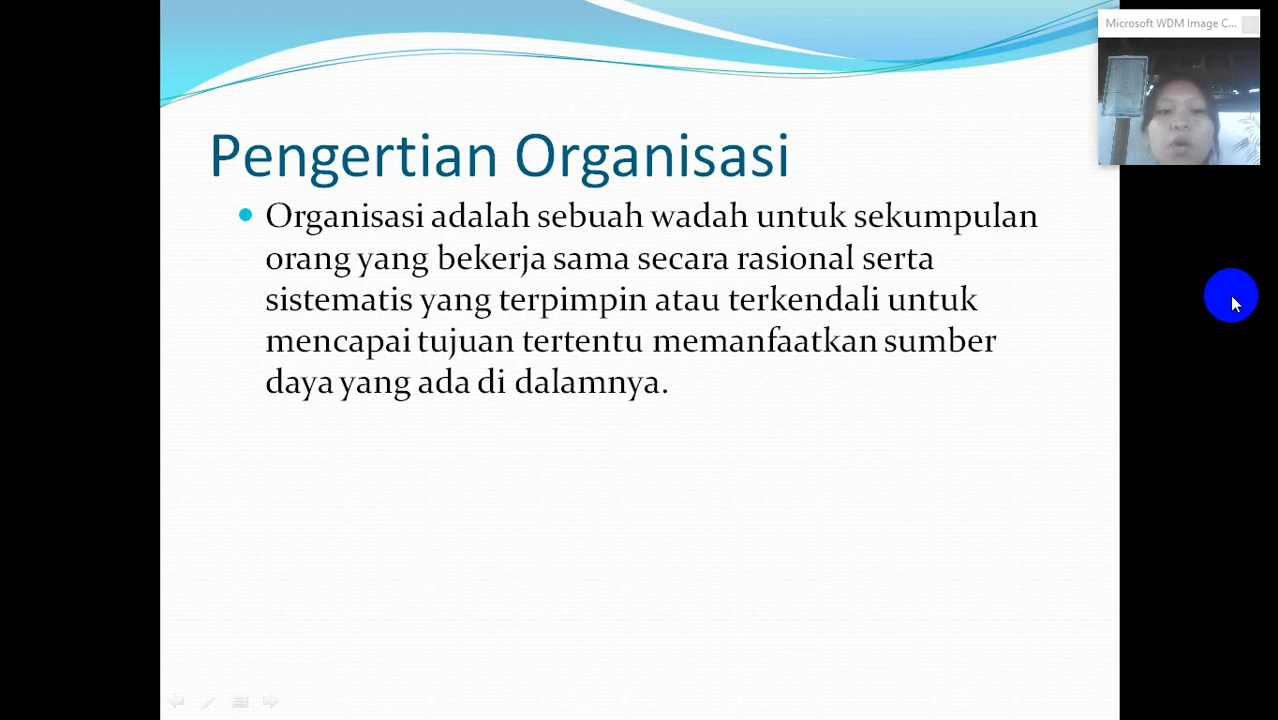 Microsoft WDM Image C...
Pengertian Organisasi
Organisasi adalah sebuah wadah untuk sekumpulan
orang yang bekerja sama secara rasional serta
sistematis yang terpimpin atau terkendali untuk
mencapai tujuan tertentu memanfaatkan sumber
daya yang ada di dalamnya.